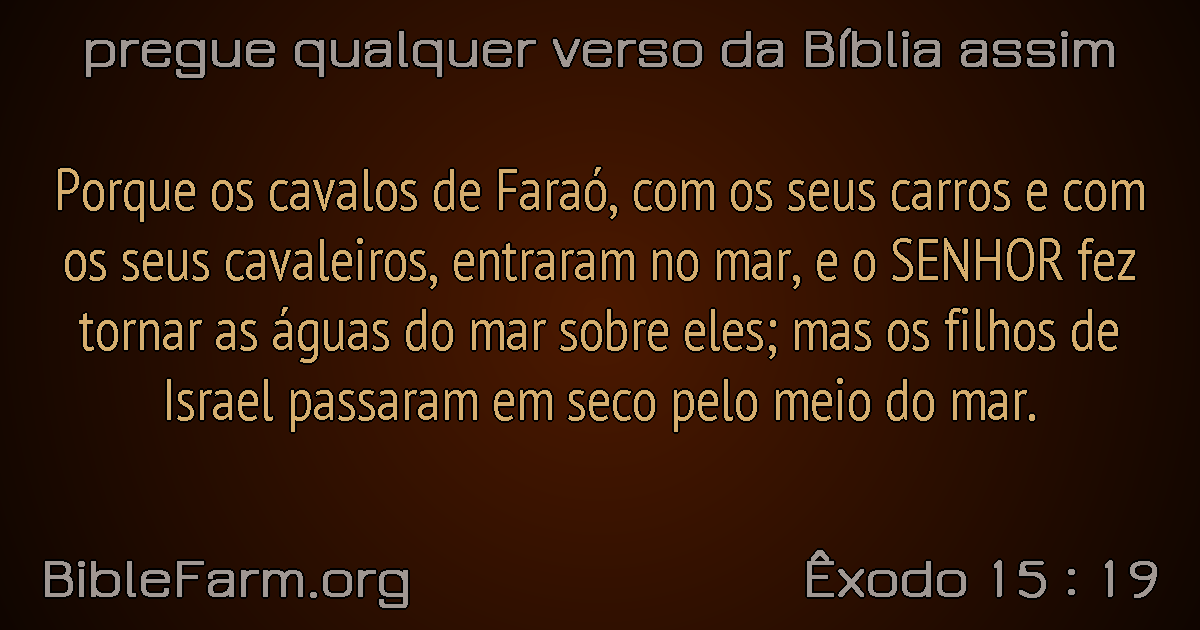 pregue qualquer verso da Bíblia assim
Porque os cavalos de Faraó, com os seus carros e com
os seus cavaleiros, entraram no mar, e o SENHOR fez
tornar as águas do mar sobre eles; mas os filhos de
Israel passaram em seco pelo meio do mar.
BibleFarm.org
Êxodo 15 : 19